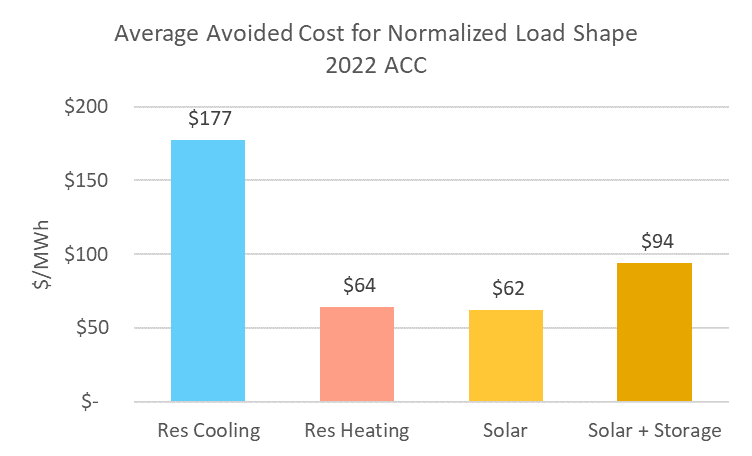 Average Avoided Cost for Normalized Load Shape
2022 ACC
$/MWh
$200
$150
$100
$50
$-
$177
$64
$62
$94
Res Cooling
Res Heating
Solar
Solar + Storage